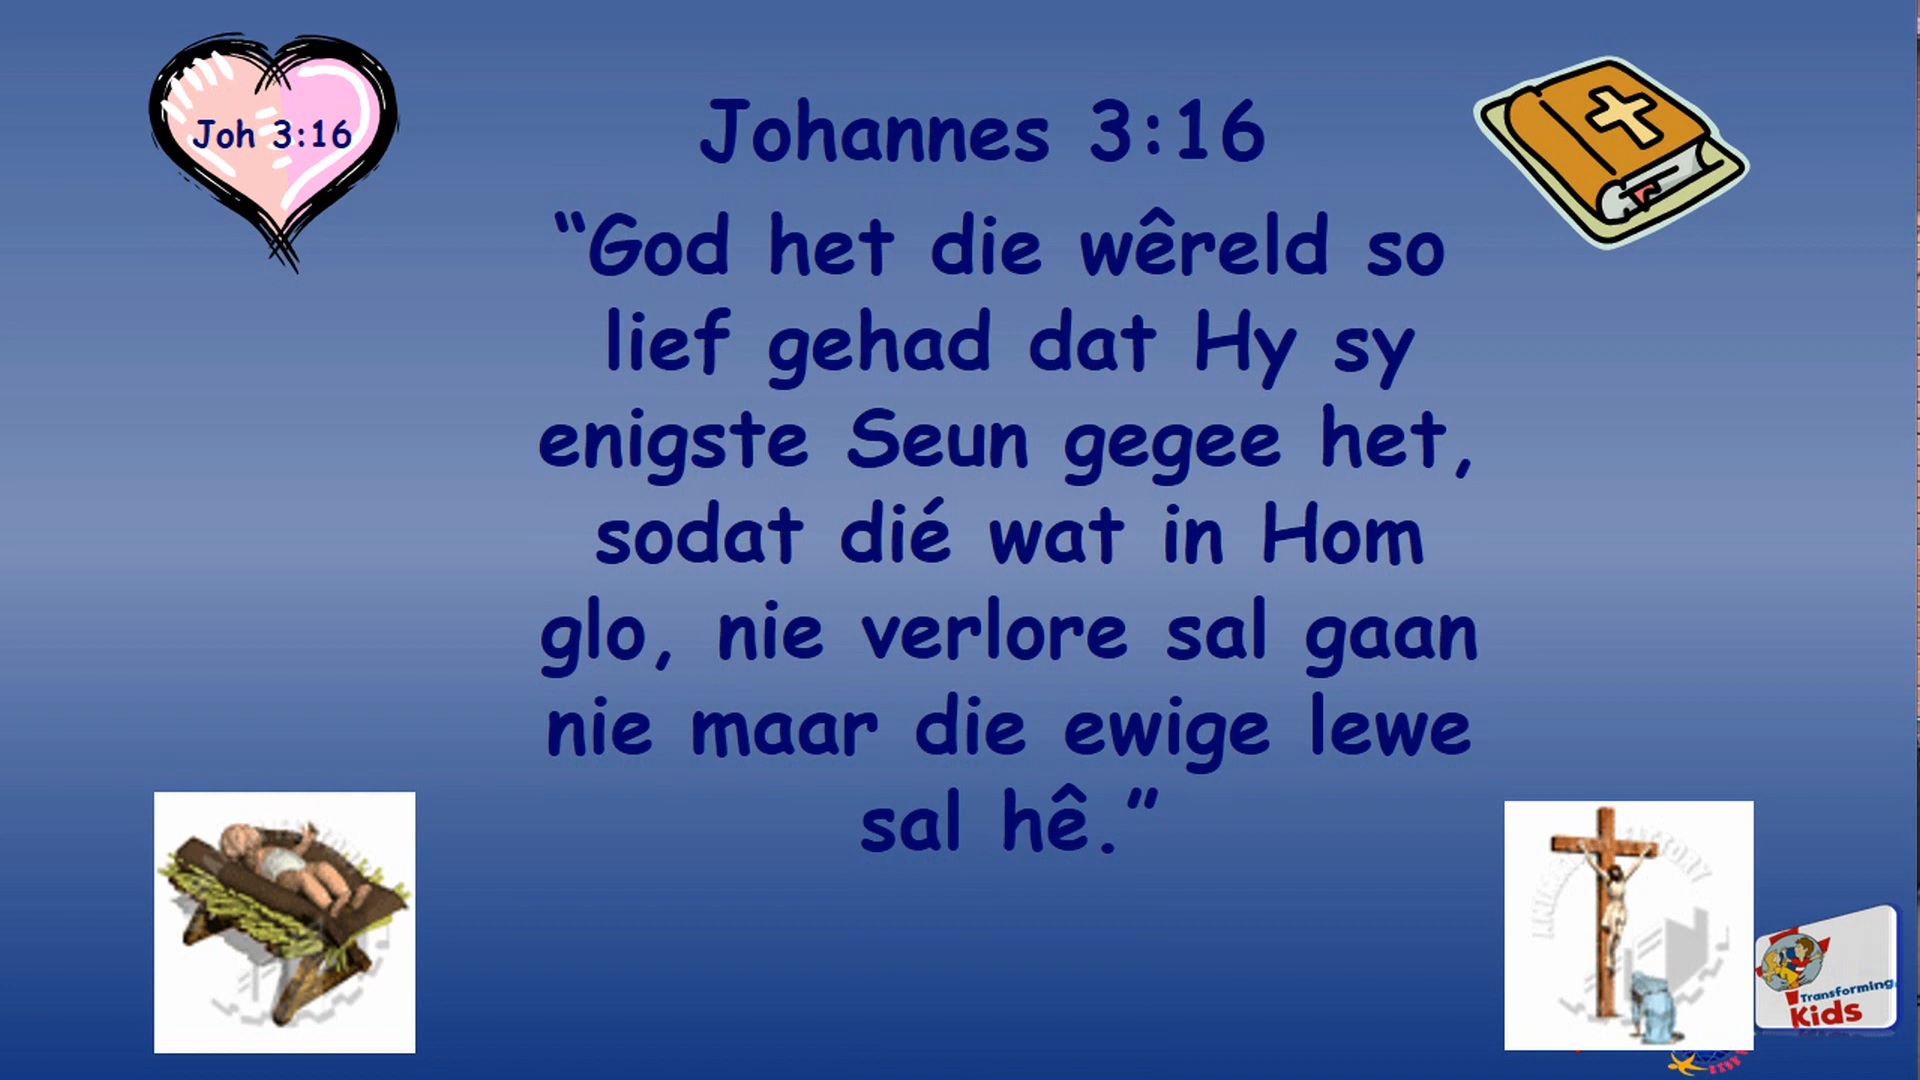 Joh 3:16
Johannes 3:16
“God het die wêreld so
lief gehad dat Hy sy
enigste Seun gegee het,
sodat dié wat in Hom
glo, nie verlore sal gaan
nie maar die ewige lewe
sal hê.”
Transforming
Kids